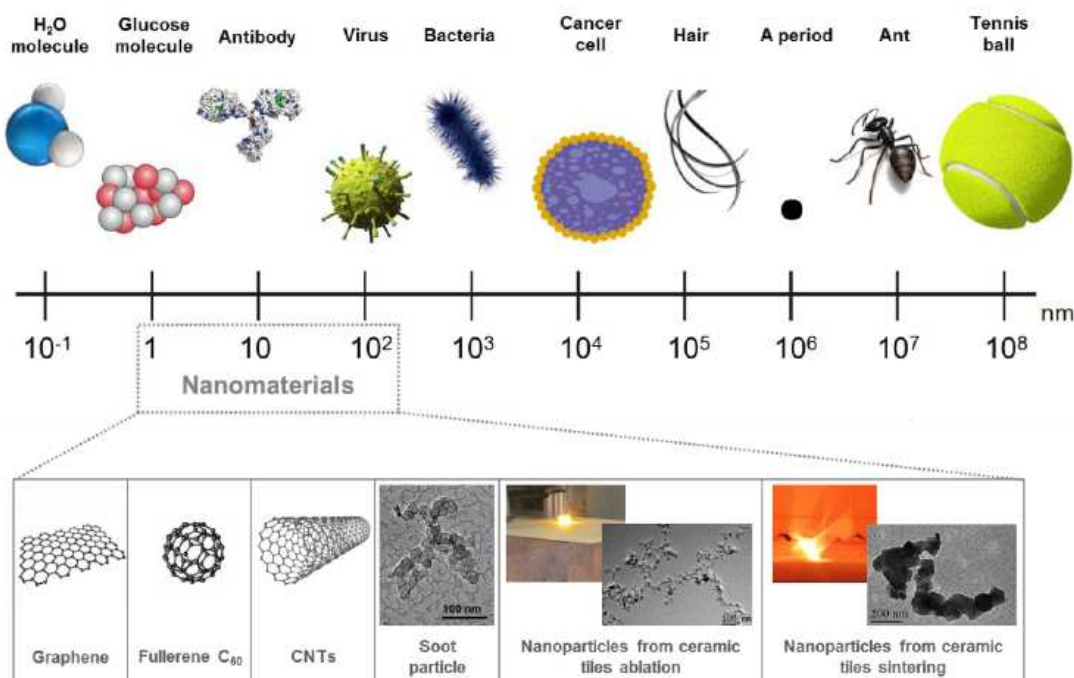 H₂O molecule
Glucose molecule
Antibody
Virus
Bacteria
Cancer cell
Hair
A period
Ant
Tennis ball
nm
10⁻¹
1
10
10²
10³
10⁴
10⁵
10⁶
10⁷
10⁸
Nanomaterials
100 nm
200 nm
Graphene
Fullerene C₆₀
CNTs
Soot particle
Nanoparticles from ceramic tiles ablation
Nanoparticles from ceramic tiles sintering